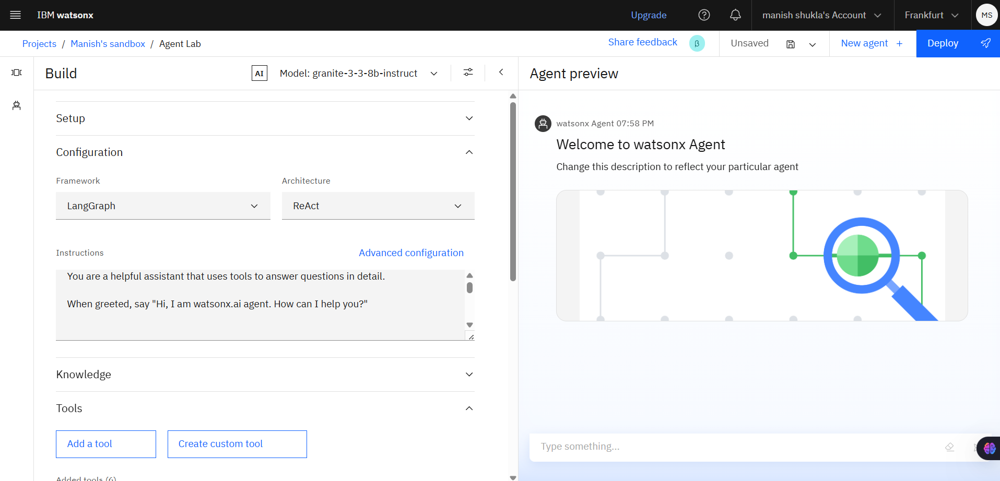 IBM watsonx
Upgrade
manish shukla's Account
Frankfurt
MS
Projects / Manish's sandbox / Agent Lab
Share feedback
β
Unsaved
New agent +
Deploy
Build
AI
Model: granite-3-3-8b-instruct
Setup
Configuration
Framework
Architecture
LangGraph
ReAct
Instructions
Advanced configuration
You are a helpful assistant that uses tools to answer questions in detail.
When greeted, say "Hi, I am watsonx.ai agent. How can I help you?"
Knowledge
Tools
Add a tool
Create custom tool
Added tools (6)
Agent preview
watsonx Agent 07:58 PM
Welcome to watsonx Agent
Change this description to reflect your particular agent
Type something...